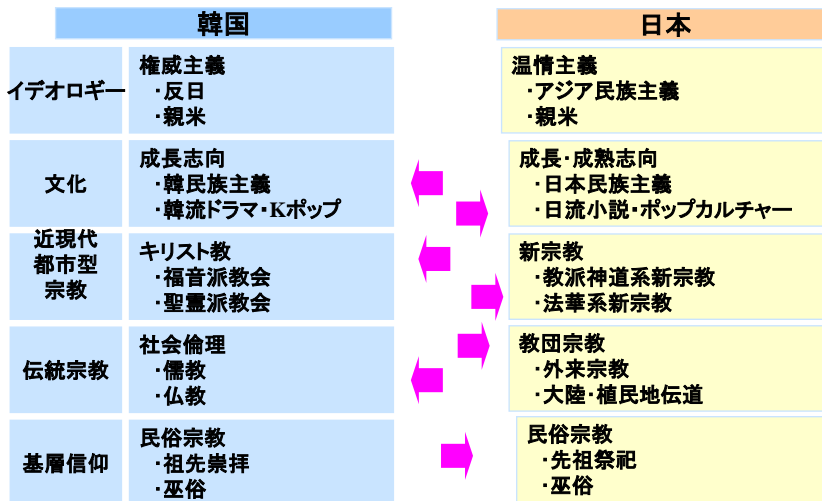 韓国
日本
イデオロギー
権威主義
・反日
・親米
温情主義
・アジア民族主義
・親米
文化
成長志向
・韓民族主義
・韓流ドラマ・Kポップ
成長・成熟志向
・日本民族主義
・日流小説・ポップカルチャー
近現代
都市型
宗教
キリスト教
・福音派教会
・聖霊派教会
新宗教
・教派神道系新宗教
・法華系新宗教
伝統宗教
社会倫理
・儒教
・仏教
教団宗教
・外来宗教
・大陸・植民地伝道
基層信仰
民俗宗教
・祖先崇拝
・巫俗
民俗宗教
・先祖祭祀
・巫俗